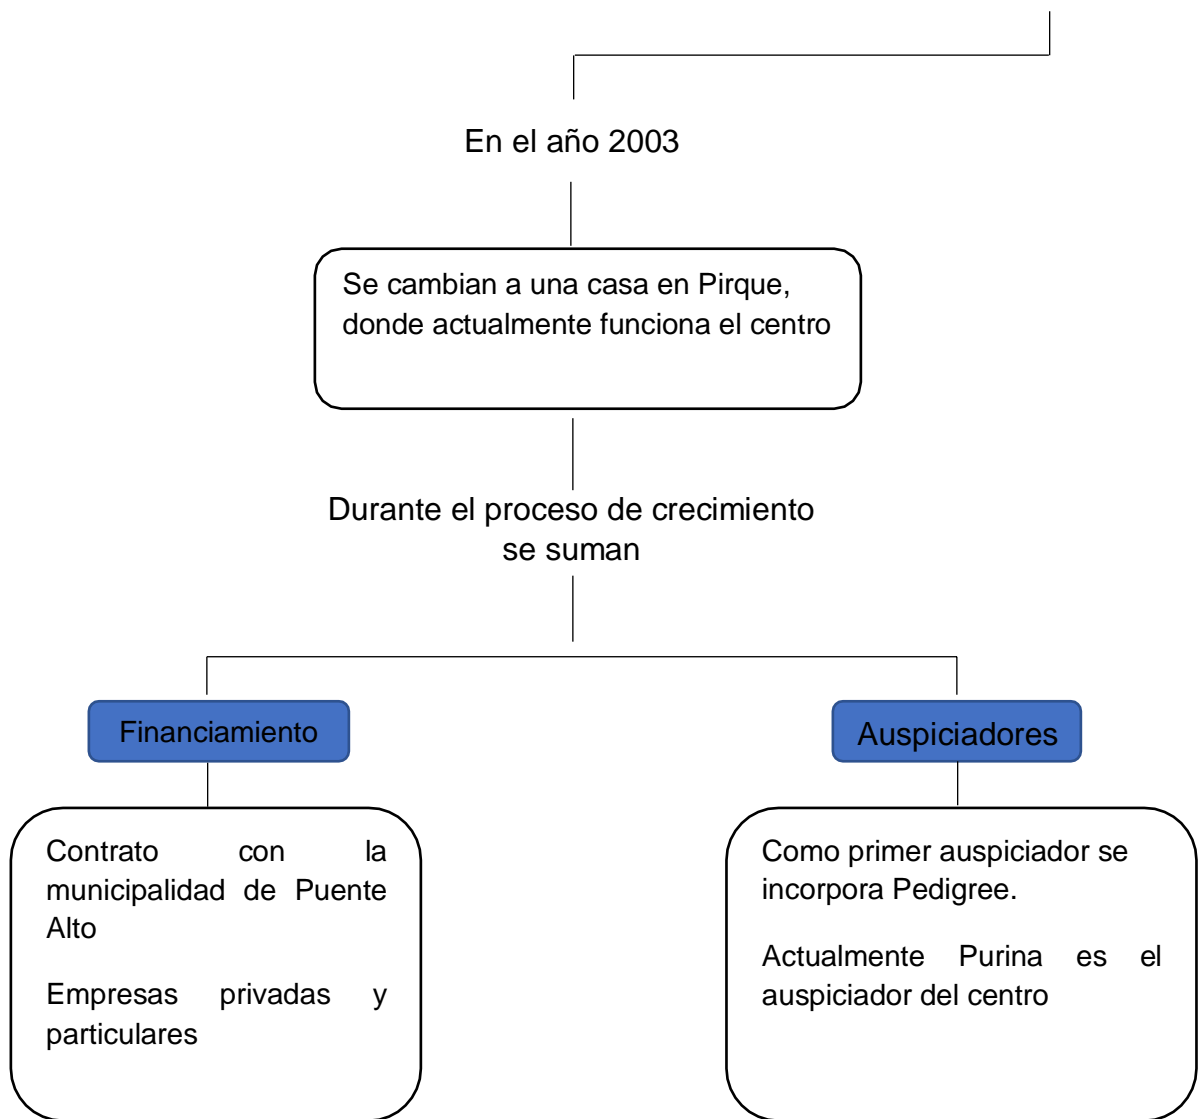 En el año 2003
Se cambian a una casa en Pirque,
donde actualmente funciona el centro
Durante el proceso de crecimiento
se suman
Financiamiento
Contrato con la
municipalidad de Puente
Alto
Empresas privadas y
particulares
Auspiciadores
Como primer auspiciador se
incorpora Pedigree.
Actualmente Purina es el
auspiciador del centro